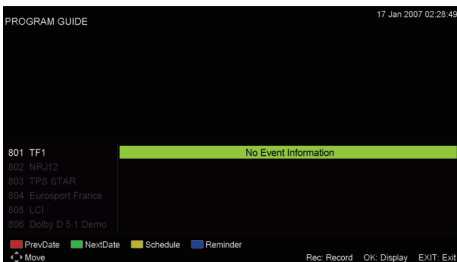 PROGRAM GUIDE
17 Jan 2007 02:28:49
801 TF1
No Event Information
802 NRJ12
803 TPS STAR
804 Eurosport France
805 LCI
806 Dolby D 5.1 Demo
PrevDate NextDate Schedule Reminder
Move Rec: Record OK: Display EXIT: Exit